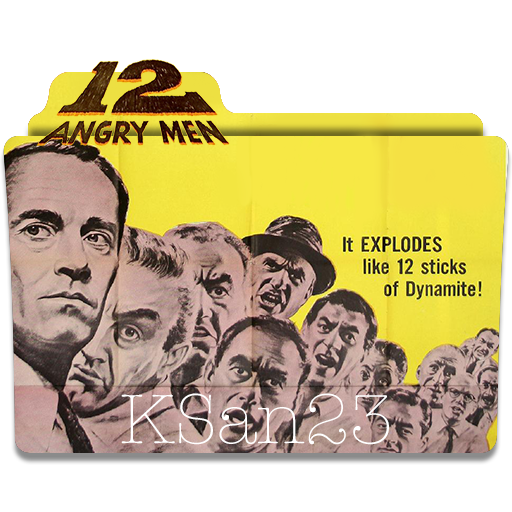 12
ANGRY MEN
It EXPLODES
like 12 sticks
of Dynamite!
KSan23